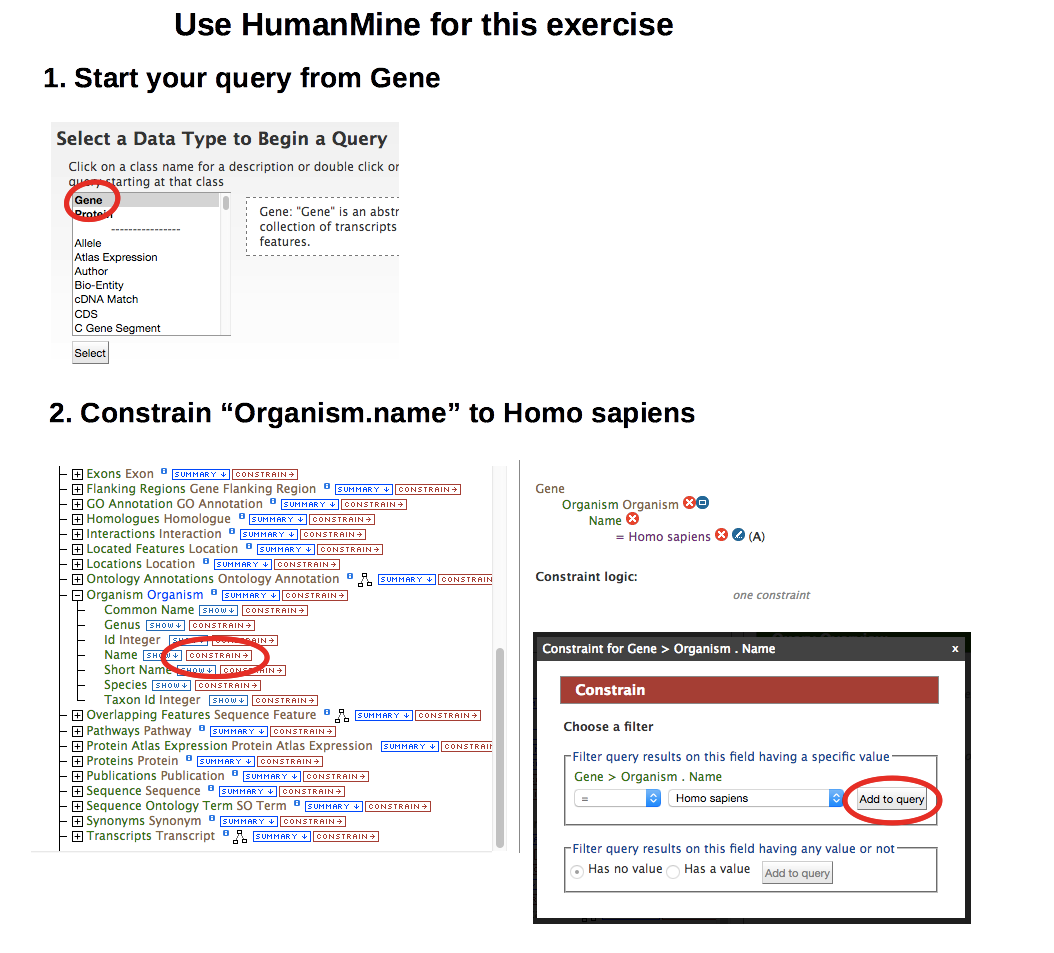 Use HumanMine for this exercise
1. Start your query from Gene
Select a Data Type to Begin a Query
Click on a class name for a description or double click or
query starting at that class
Gene
Protein
----------------
Allele
Atlas Expression
Author
Bio-Entity
cDNA Match
CDS
C Gene Segment
Gene: "Gene" is an abstr
collection of transcripts
features.
Select
2. Constrain “Organism.name” to Homo sapiens
Exons Exon SUMMARY ↓ CONSTRAIN →
Flanking Regions Gene Flanking Region SUMMARY ↓ CONSTRAIN →
GO Annotation GO Annotation SUMMARY ↓ CONSTRAIN →
Homologues Homologue SUMMARY ↓ CONSTRAIN →
Interactions Interaction SUMMARY ↓ CONSTRAIN →
Located Features Location SUMMARY ↓ CONSTRAIN →
Locations Location SUMMARY ↓ CONSTRAIN →
Ontology Annotations Ontology Annotation SUMMARY ↓ CONSTRAIN
Organism Organism SUMMARY ↓ CONSTRAIN →
Common Name SHOW ↓ CONSTRAIN →
Genus SHOW ↓ CONSTRAIN →
Id Integer SHOW ↓ CONSTRAIN →
Name SHOW ↓ CONSTRAIN →
Short Name SHOW ↓ CONSTRAIN →
Species SHOW ↓ CONSTRAIN →
Taxon Id Integer SHOW ↓ CONSTRAIN →
Overlapping Features Sequence Feature SUMMARY ↓ CONSTRAIN →
Pathways Pathway SUMMARY ↓ CONSTRAIN →
Protein Atlas Expression Protein Atlas Expression SUMMARY ↓ CONSTRAIN
Proteins Protein SUMMARY ↓ CONSTRAIN →
Publications Publication SUMMARY ↓ CONSTRAIN →
Sequence Sequence SUMMARY ↓ CONSTRAIN →
Sequence Ontology Term SO Term SUMMARY ↓ CONSTRAIN →
Synonyms Synonym SUMMARY ↓ CONSTRAIN →
Transcripts Transcript SUMMARY ↓ CONSTRAIN →
Gene
Organism Organism
Name
= Homo sapiens (A)
Constraint logic:
one constraint
Constraint for Gene > Organism . Name x
Constrain
Choose a filter
Filter query results on this field having a specific value
Gene > Organism . Name
= Homo sapiens Add to query
Filter query results on this field having any value or not
Has no value Has a value Add to query